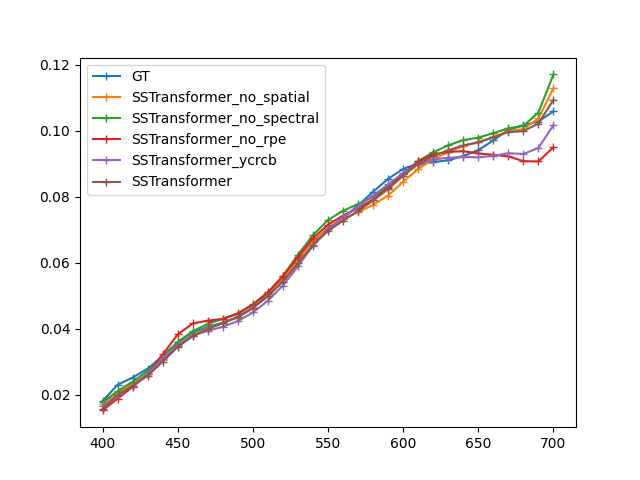 0.12
0.10
0.08
0.06
0.04
0.02
GT
SSTransformer_no_spatial
SSTransformer_no_spectral
SSTransformer_no_rpe
SSTransformer_ycrcb
SSTransformer
400 450 500 550 600 650 700